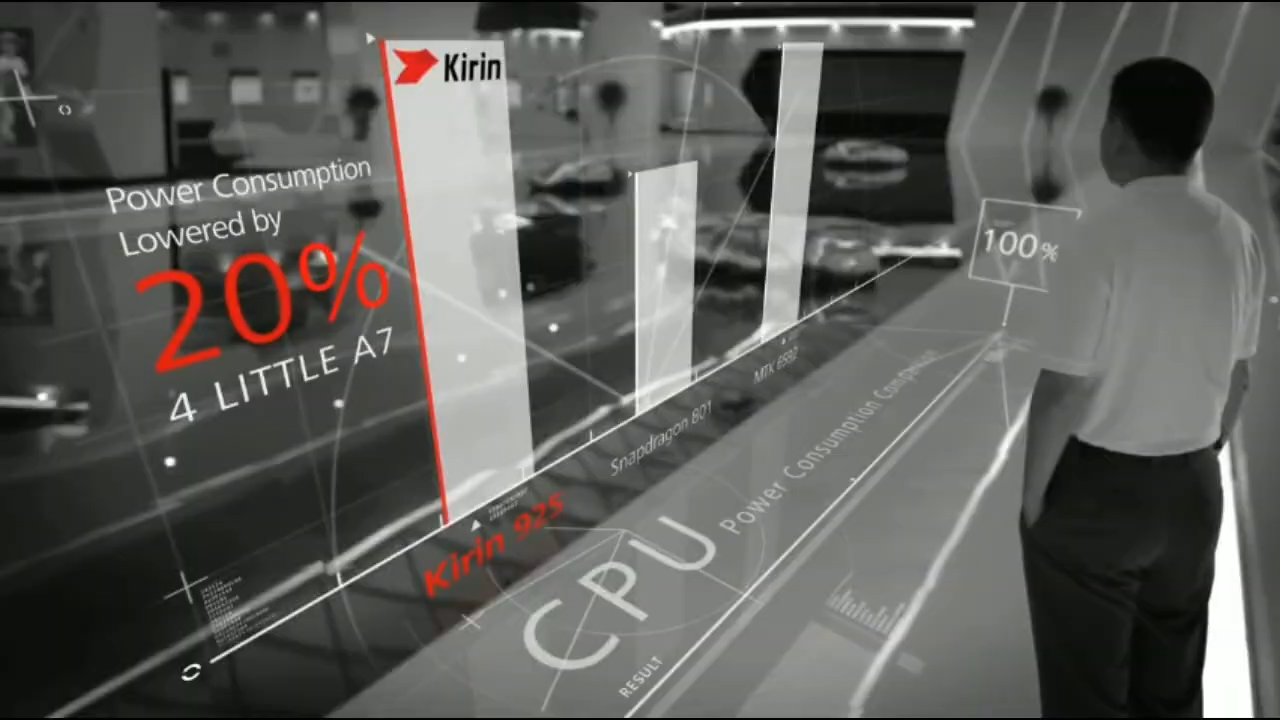 Kirin
Power Consumption
Lowered by
20%
4 LITTLE A7
100%
MTK 6592
Snapdragon 801
Kirin 925
CPU Power Consumption Comparison
RESULT